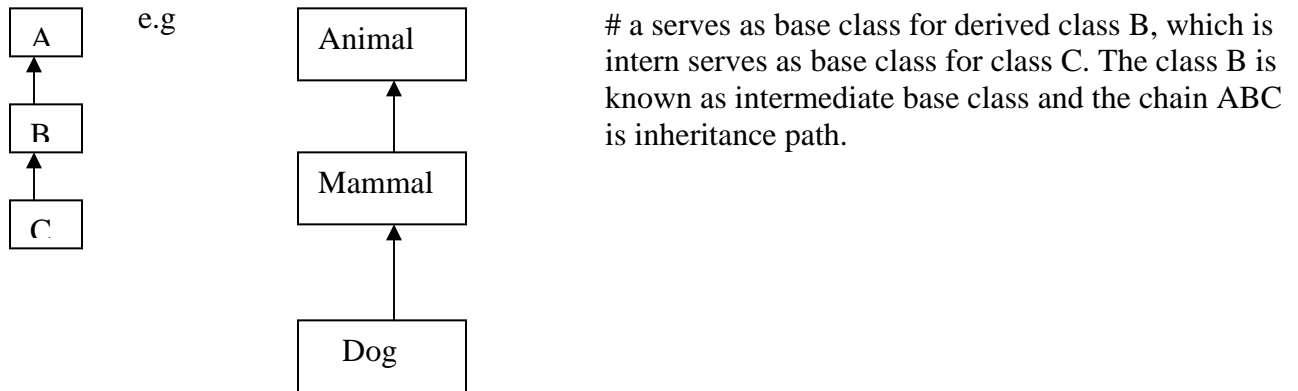 A
B
C
e.g
Animal
Mammal
Dog
# a serves as base class for derived class B, which is
intern serves as base class for class C. The class B is
known as intermediate base class and the chain ABC
is inheritance path.